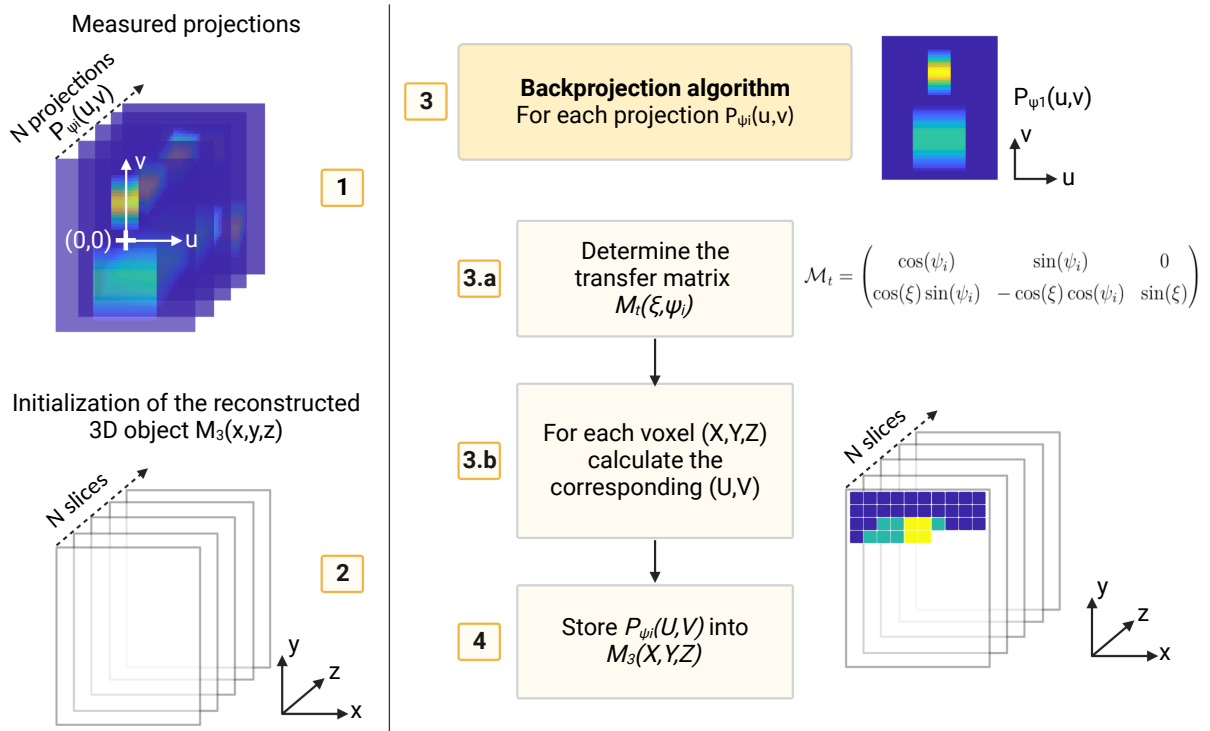 Measured projections
N projections
P_ψi(u,v)
v
(0,0)
u
1
Initialization of the reconstructed
3D object M₃(x,y,z)
N slices
2
y
z
x
3
Backprojection algorithm
For each projection P_ψi(u,v)
P_ψ1(u,v)
v
u
3.a
Determine the
transfer matrix
M_t(ξ,ψ_i)
ℳ_t = ( cos(ψ_i) sin(ψ_i) 0
cos(ξ) sin(ψ_i) − cos(ξ) cos(ψ_i) sin(ξ) )
3.b
For each voxel (X,Y,Z)
calculate the
corresponding (U,V)
N slices
4
Store P_ψi(U,V) into
M₃(X,Y,Z)
y
z
x